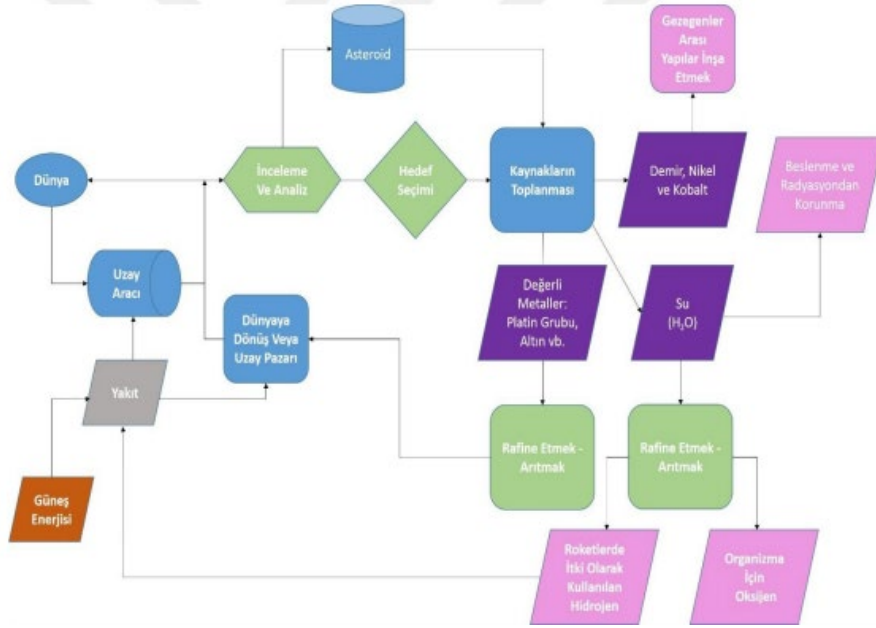 Asteroid
Gezegenler
Arası
Yapılar İnşa
Etmek
Dünya
İnceleme
Ve Analiz
Hedef
Seçimi
Kaynakların
Toplanması
Demir, Nikel
ve Kobalt
Beslenme ve
Radyasyondan
Korunma
Uzay
Aracı
Dünyaya
Dönüş Veya
Uzay Pazarı
Değerli
Metaller:
Platin Grubu,
Altın vb.
Su
(H₂O)
Yakıt
Rafine Etmek -
Arıtmak
Rafine Etmek -
Arıtmak
Güneş
Enerjisi
Roketlerde
İtki Olarak
Kullanılan
Hidrojen
Organizma
İçin
Oksijen